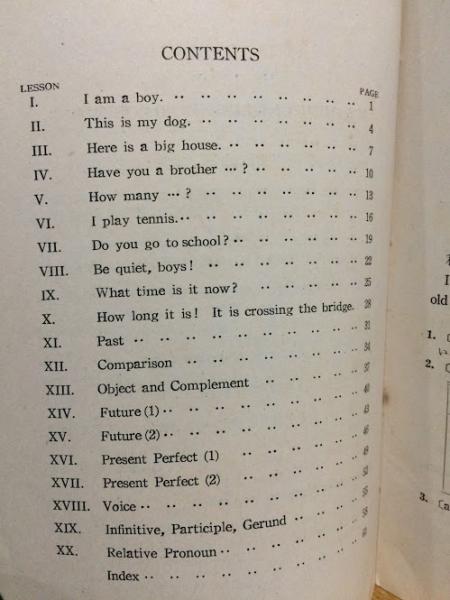 CONTENTS
LESSON PAGE
I. I am a boy. 1
II. This is my dog. 4
III. Here is a big house. 7
IV. Have you a brother … ? 10
V. How many … ? 13
VI. I play tennis. 16
VII. Do you go to school? 19
VIII. Be quiet, boys! 22
IX. What time is it now? 25
X. How long it is! It is crossing the bridge. 28
XI. Past 31
XII. Comparison 34
XIII. Object and Complement 37
XIV. Future (1) 40
XV. Future (2) 43
XVI. Present Perfect (1) 46
XVII. Present Perfect (2) 49
XVIII. Voice
XIX. Infinitive, Participle, Gerund
XX. Relative Pronoun
Index
I
old
1.
2.
3. Ca